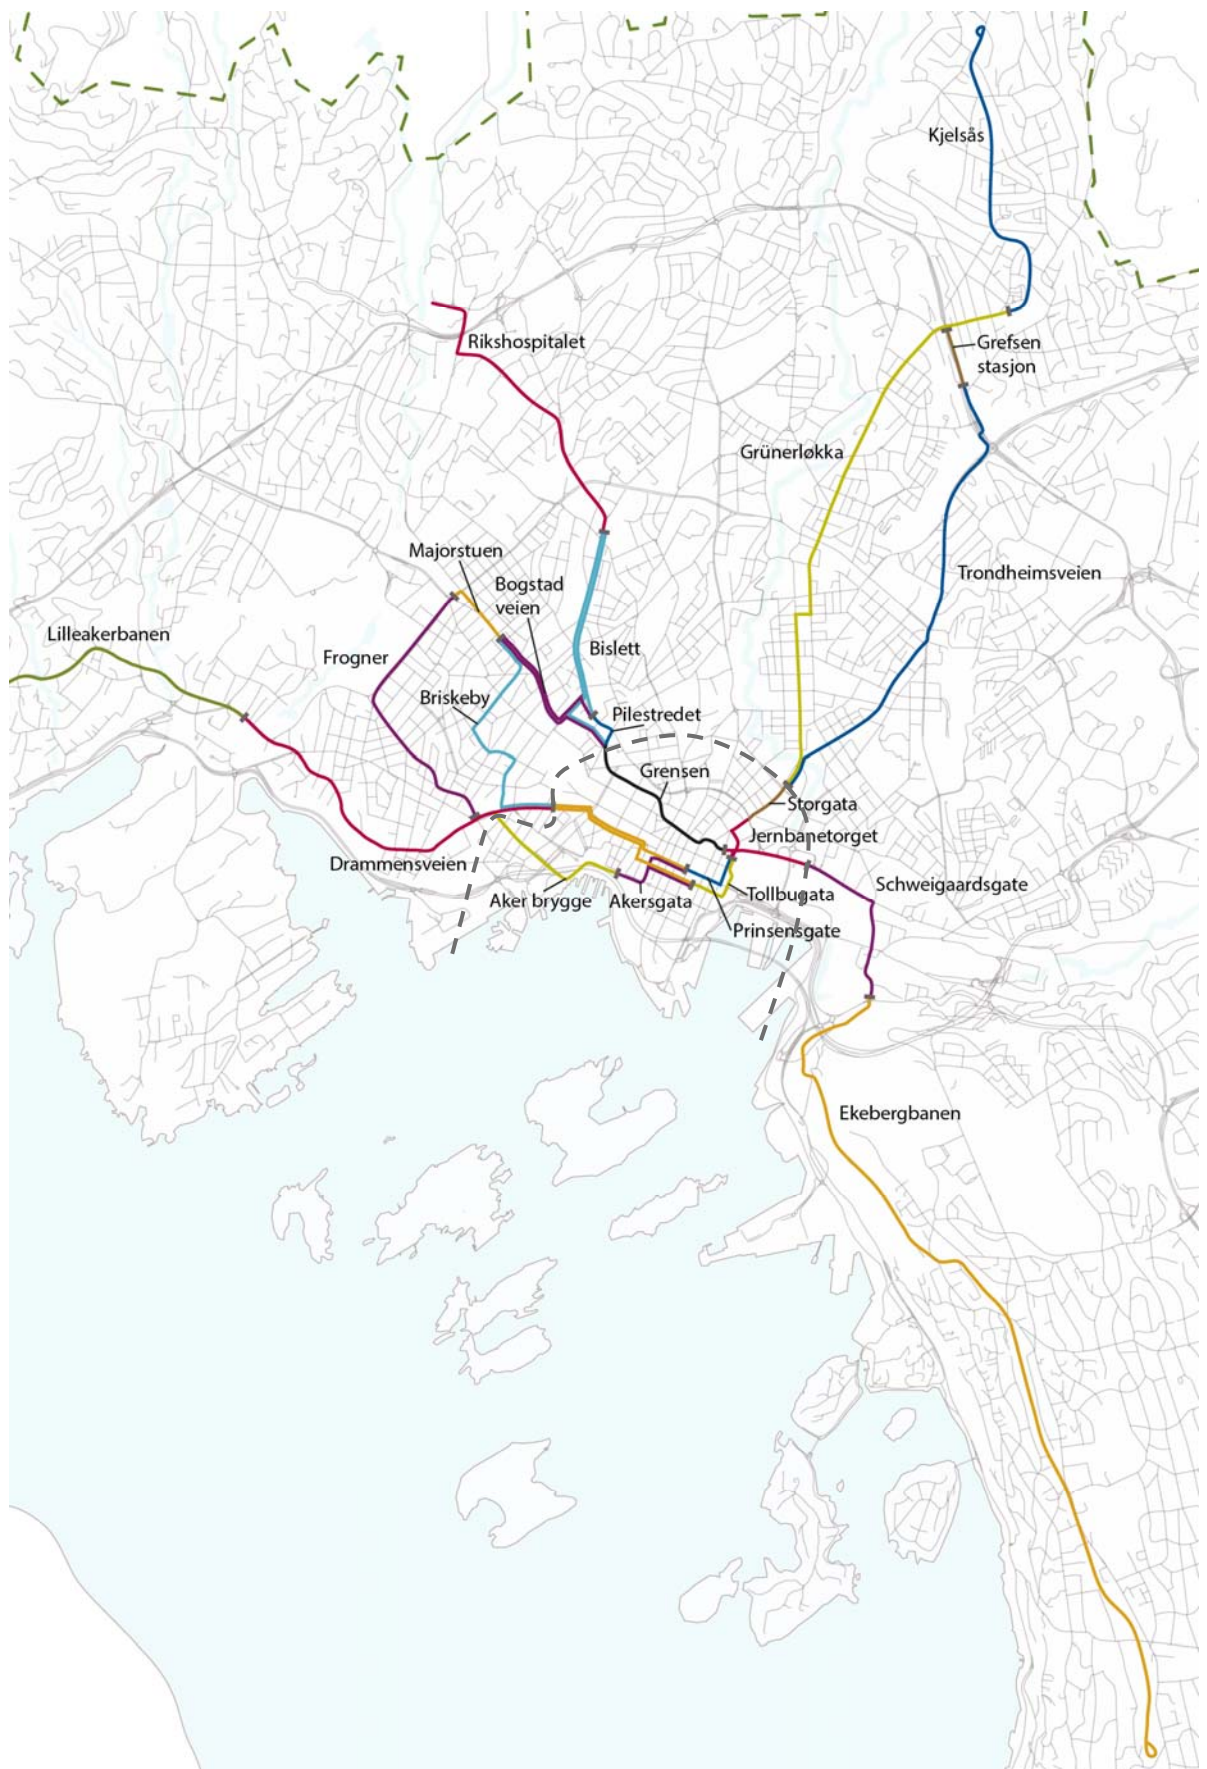 Kjelsås
Rikshospitalet
Grefsen
stasjon
Grünerløkka
Majorstuen
Bogstad
veien
Trondheimsveien
Lilleakerbanen
Frogner
Bislett
Briskeby
Pilestredet
Grensen
Storgata
Jernbanetorget
Drammensveien
Schweigaardsgate
Aker brygge
Akersgata
Tollbugata
Prinsensgate
Ekebergbanen